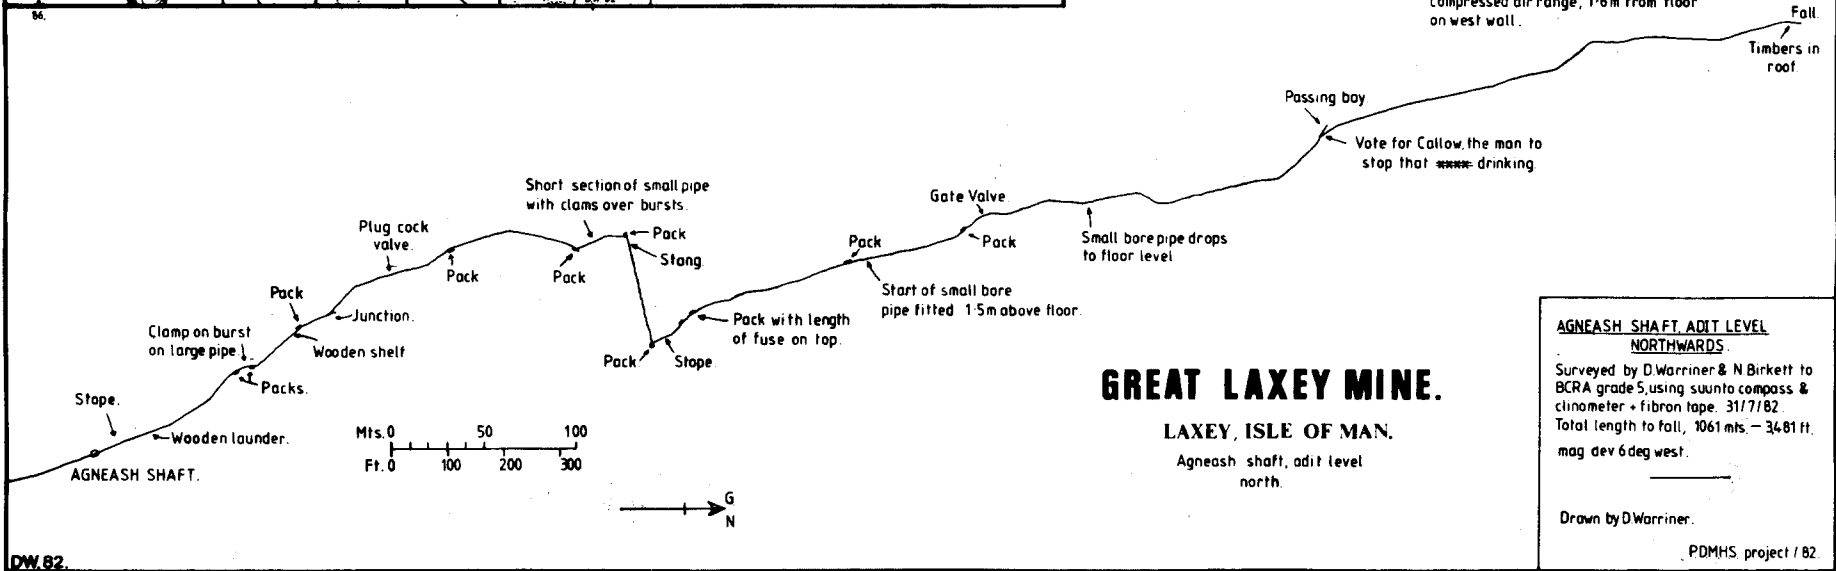 86.
compressed air range, 1·6m from floor
on west wall.
Fall.
Timbers in
roof.
Passing bay.
Vote for Callow, the man to
stop that **** drinking.
Short section of small pipe
with clams over bursts.
Gate Valve.
Plug cock
valve.
Pack
Stang.
Pack
Pack
Small bore pipe drops
to floor level
Pack
Pack
Pack
Start of small bore
pipe fitted 1·5m above floor.
Junction.
Clamp on burst
on large pipe.
Pack with length
of fuse on top.
Wooden shelf
Pack.
Stope.
Packs.
Stope.
Wooden launder.
AGNEASH SHAFT.
Mts. 0 50 100
Ft. 0 100 200 300
G
N
GREAT LAXEY MINE.
LAXEY, ISLE OF MAN.
Agneash shaft, adit level
north.
AGNEASH SHAFT, ADIT LEVEL
NORTHWARDS.
Surveyed by D.Warriner & N.Birkett to
BCRA grade 5, using suunto compass &
clinometer + fibron tape. 31/7/82.
Total length to fall, 1061 mts. – 3,481 ft.
mag dev 6 deg west.
Drawn by D.Warriner.
P.D.M.H.S. project / 82.
DW. 82.